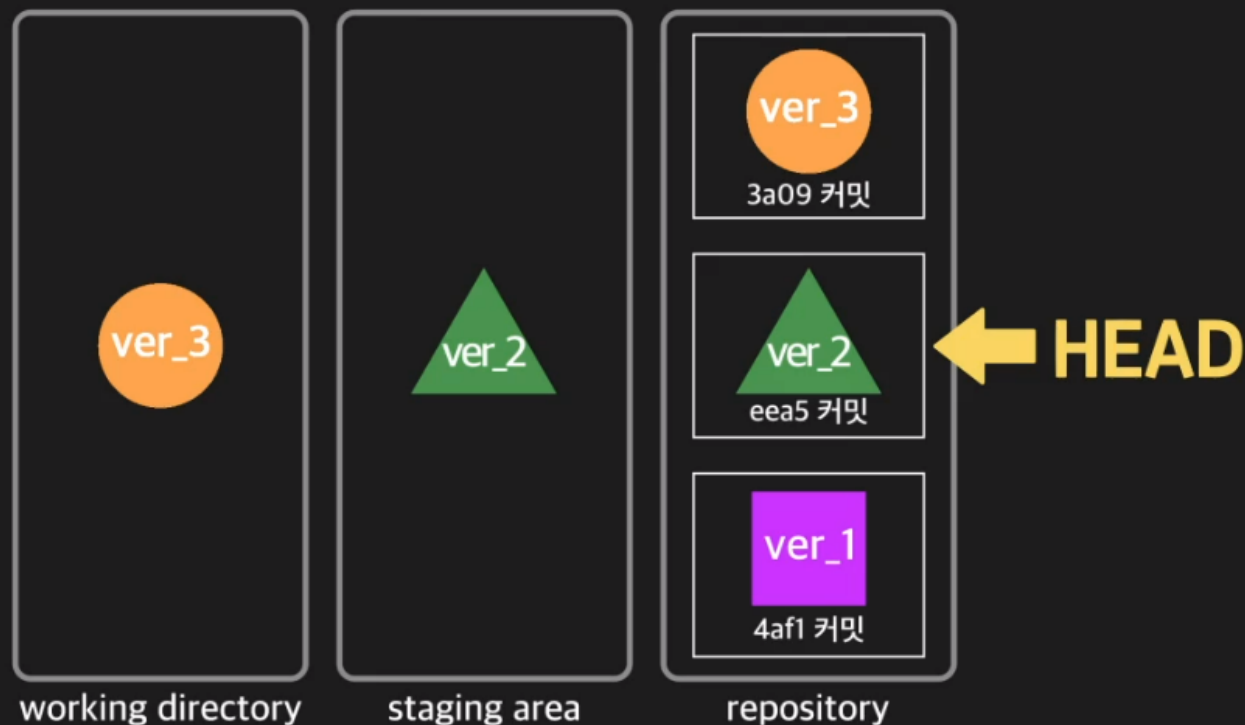 ver_3
working directory
ver_2
staging area
ver_3
3a09 커밋
ver_2
eea5 커밋
ver_1
4af1 커밋
repository
HEAD